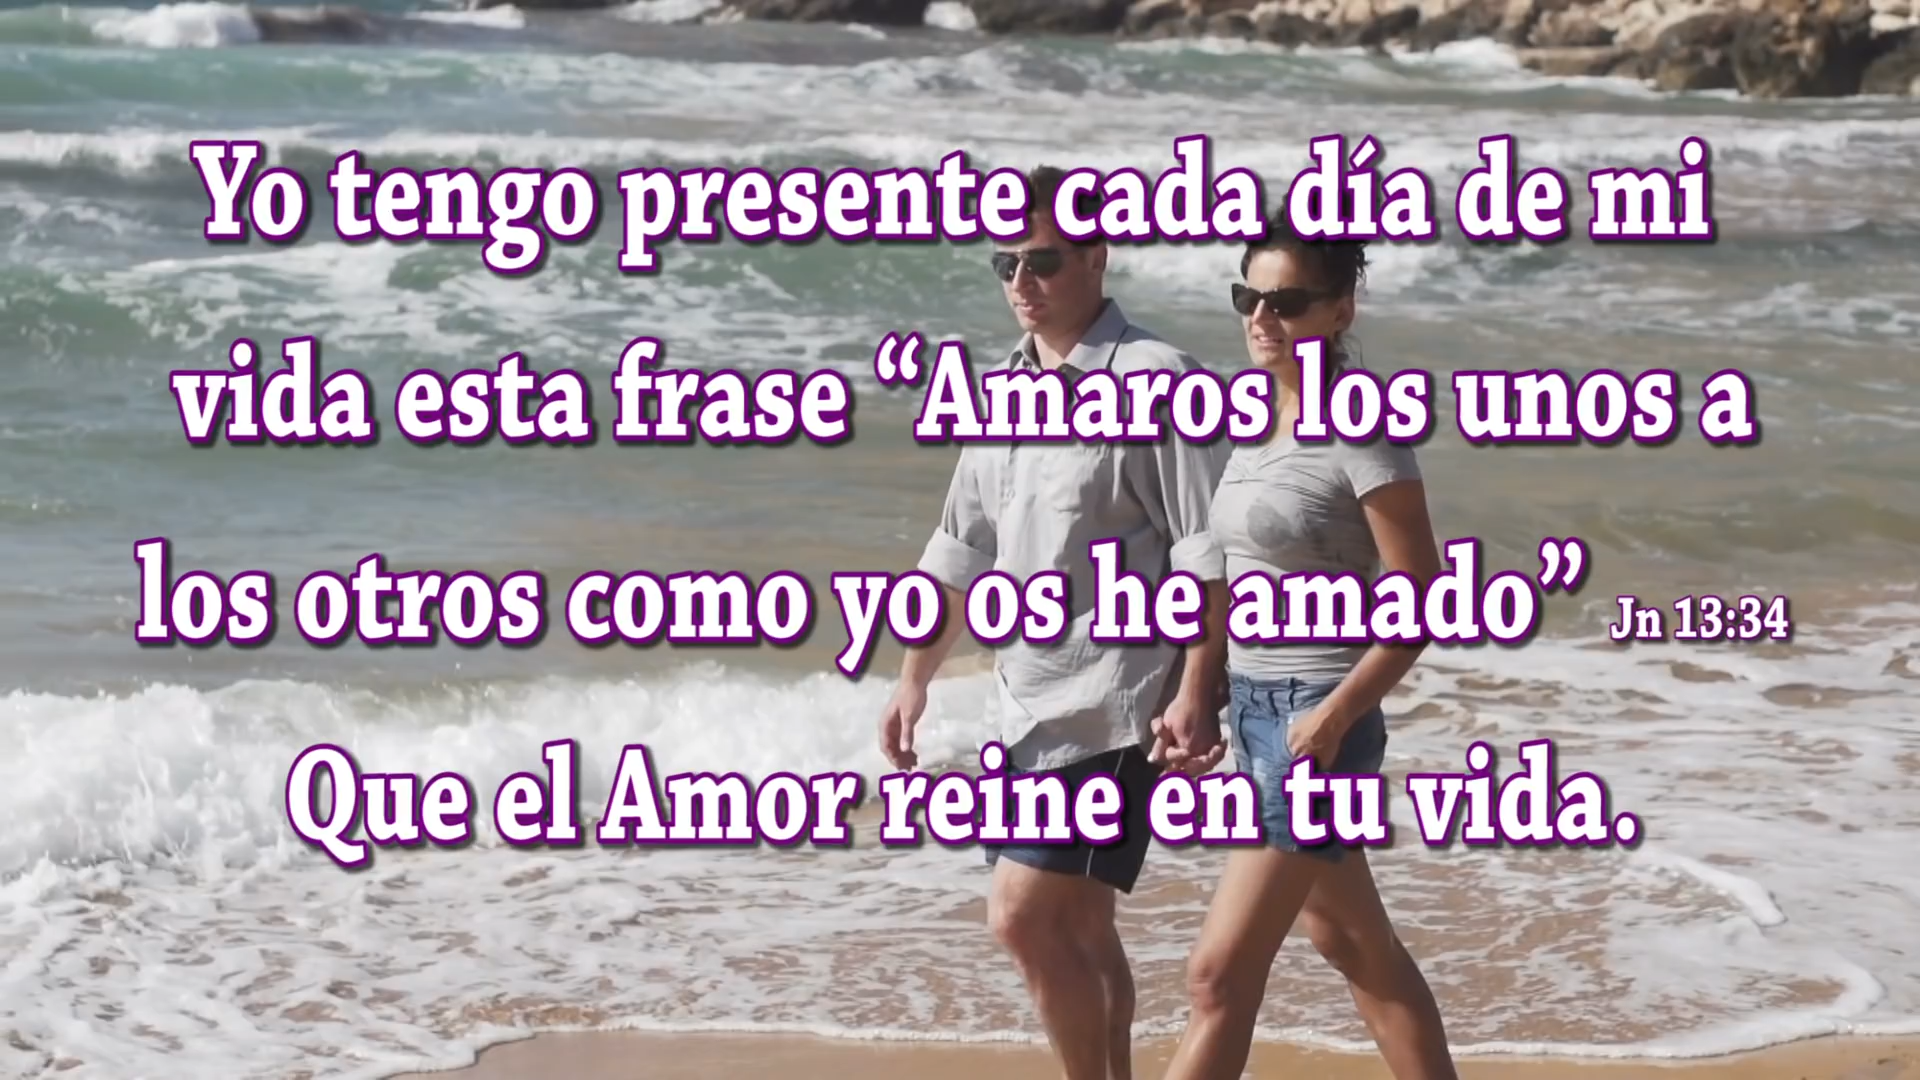 Yo tengo presente cada día de mi
vida esta frase “Amaros los unos a
los otros como yo os he amado” Jn 13:34
Que el Amor reine en tu vida.